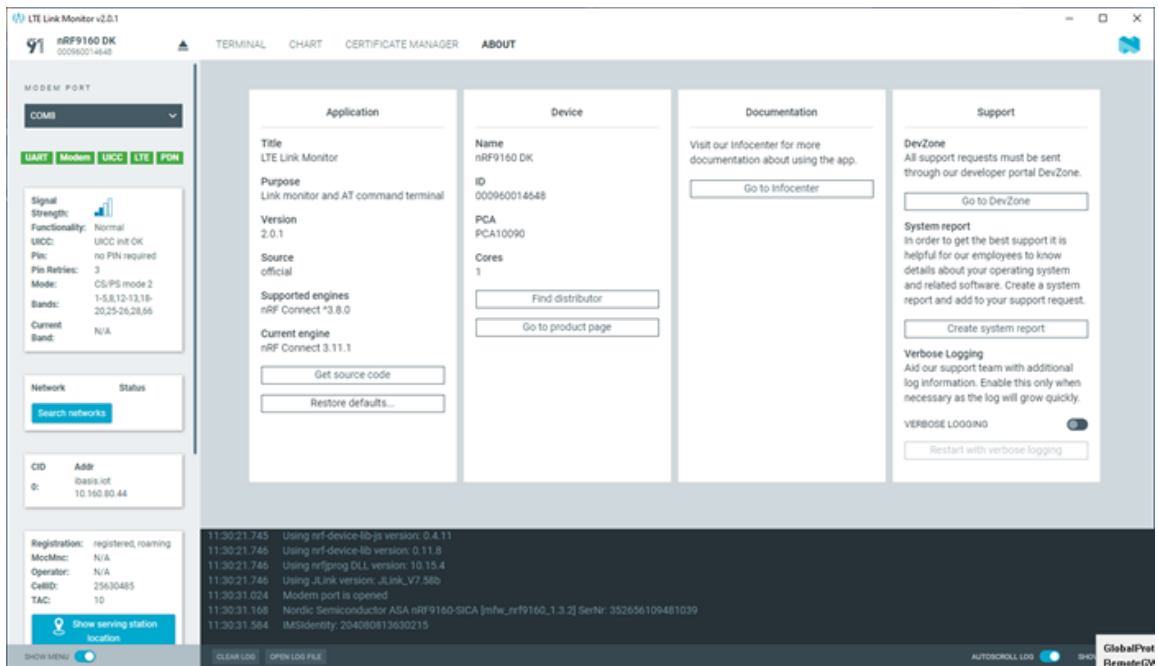 LTE Link Monitor v2.0.1
91
nRF9160 DK
000960014648
TERMINAL CHART CERTIFICATE MANAGER ABOUT
MODEM PORT
COM8
UART Modem UICC LTE PDN
Signal Strength:
Functionality: Normal
UICC: UICC init OK
Pin: no PIN required
Pin Retries: 3
Mode: CS/PS mode 2
Bands: 1-5,8,12-13,18-
20,25-26,28,66
Current Band: N/A
Network Status
Search networks
CID Addr
0: ibasis.iot
10.160.80.44
Registration: registered, roaming
MccMnc: N/A
Operator: N/A
CellID: 25630485
TAC: 10
Show serving station
location
SHOW MENU
Application
Title
LTE Link Monitor
Purpose
Link monitor and AT command terminal
Version
2.0.1
Source
official
Supported engines
nRF Connect ^3.8.0
Current engine
nRF Connect 3.11.1
Get source code
Restore defaults...
Device
Name
nRF9160 DK
ID
000960014648
PCA
PCA10090
Cores
1
Find distributor
Go to product page
Documentation
Visit our Infocenter for more
documentation about using the app.
Go to Infocenter
Support
DevZone
All support requests must be sent
through our developer portal DevZone.
Go to DevZone
System report
In order to get the best support it is
helpful for our employees to know
details about your operating system
and related software. Create a system
report and add to your support request.
Create system report
Verbose Logging
Aid our support team with additional
log information. Enable this only when
necessary as the log will grow quickly.
VERBOSE LOGGING
Restart with verbose logging
11:30:21.745 Using nrf-device-lib-js version: 0.4.11
11:30:21.746 Using nrf-device-lib version: 0.11.8
11:30:21.746 Using nrfjprog DLL version: 10.15.4
11:30:21.746 Using JLink version: JLink_V7.58b
11:30:31.024 Modem port is opened
11:30:31.168 Nordic Semiconductor ASA nRF9160-SICA [mfw_nrf9160_1.3.2] SerNr: 352656109481039
11:30:31.584 IMSIdentity: 204080813630215
CLEAR LOG OPEN LOG FILE AUTOSCROLL LOG SHO
GlobalProt
RemoteGW